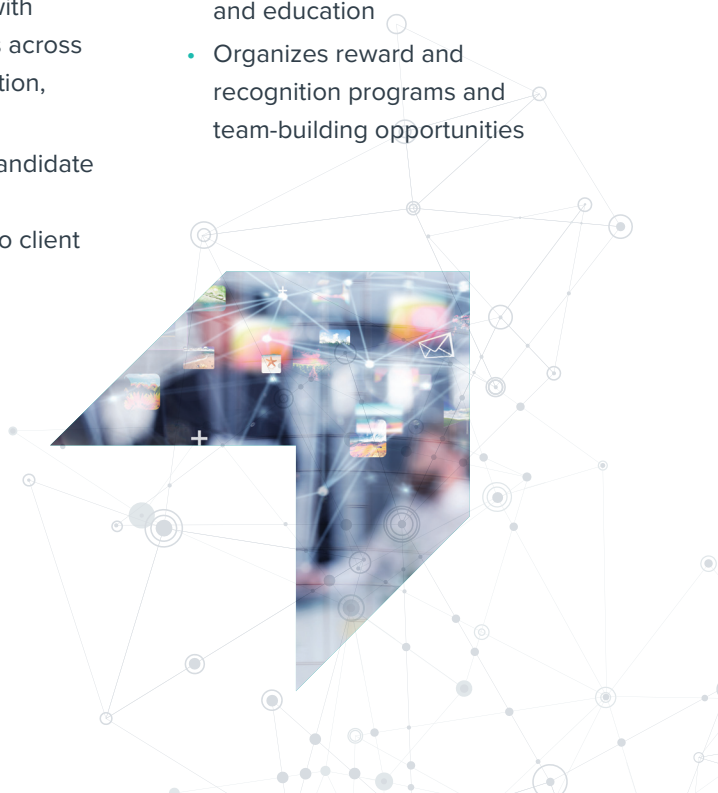 with
across
tion,
andidate
o client
and education
• Organizes reward and
recognition programs and
team-building opportunities